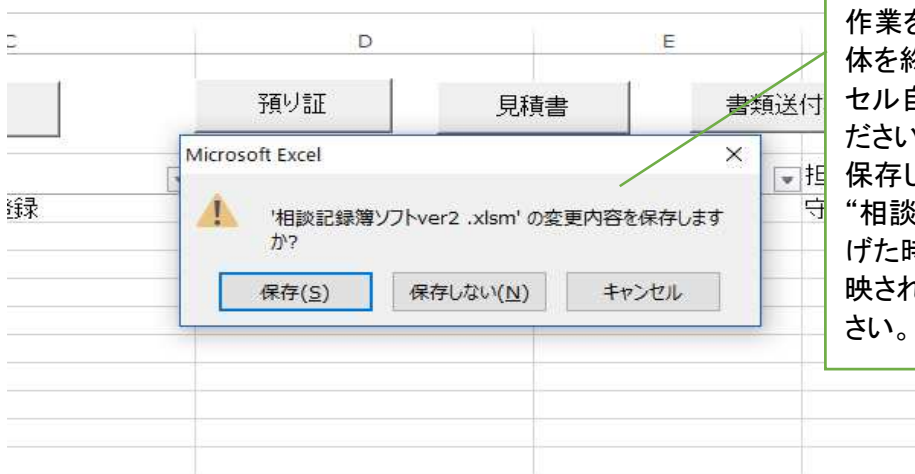 D E
預り証 見積書 書類送付
Microsoft Excel
担
登録 守
'相談記録簿ソフトver2 .xlsm' の変更内容を保存します
か?
保存(S) 保存しない(N) キャンセル
作業を
体を終
セル自
ださい
保存し
“相談
げた時
映され
さい。